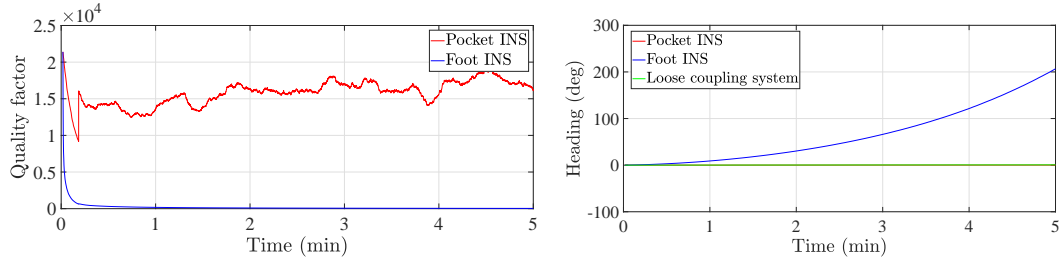 ×10⁴
2.5
2
1.5
1
0.5
0
Quality factor
0 1 2 3 4 5
Time (min)
Pocket INS
Foot INS
300
200
100
0
-100
Heading (deg)
0 1 2 3 4 5
Time (min)
Pocket INS
Foot INS
Loose coupling system